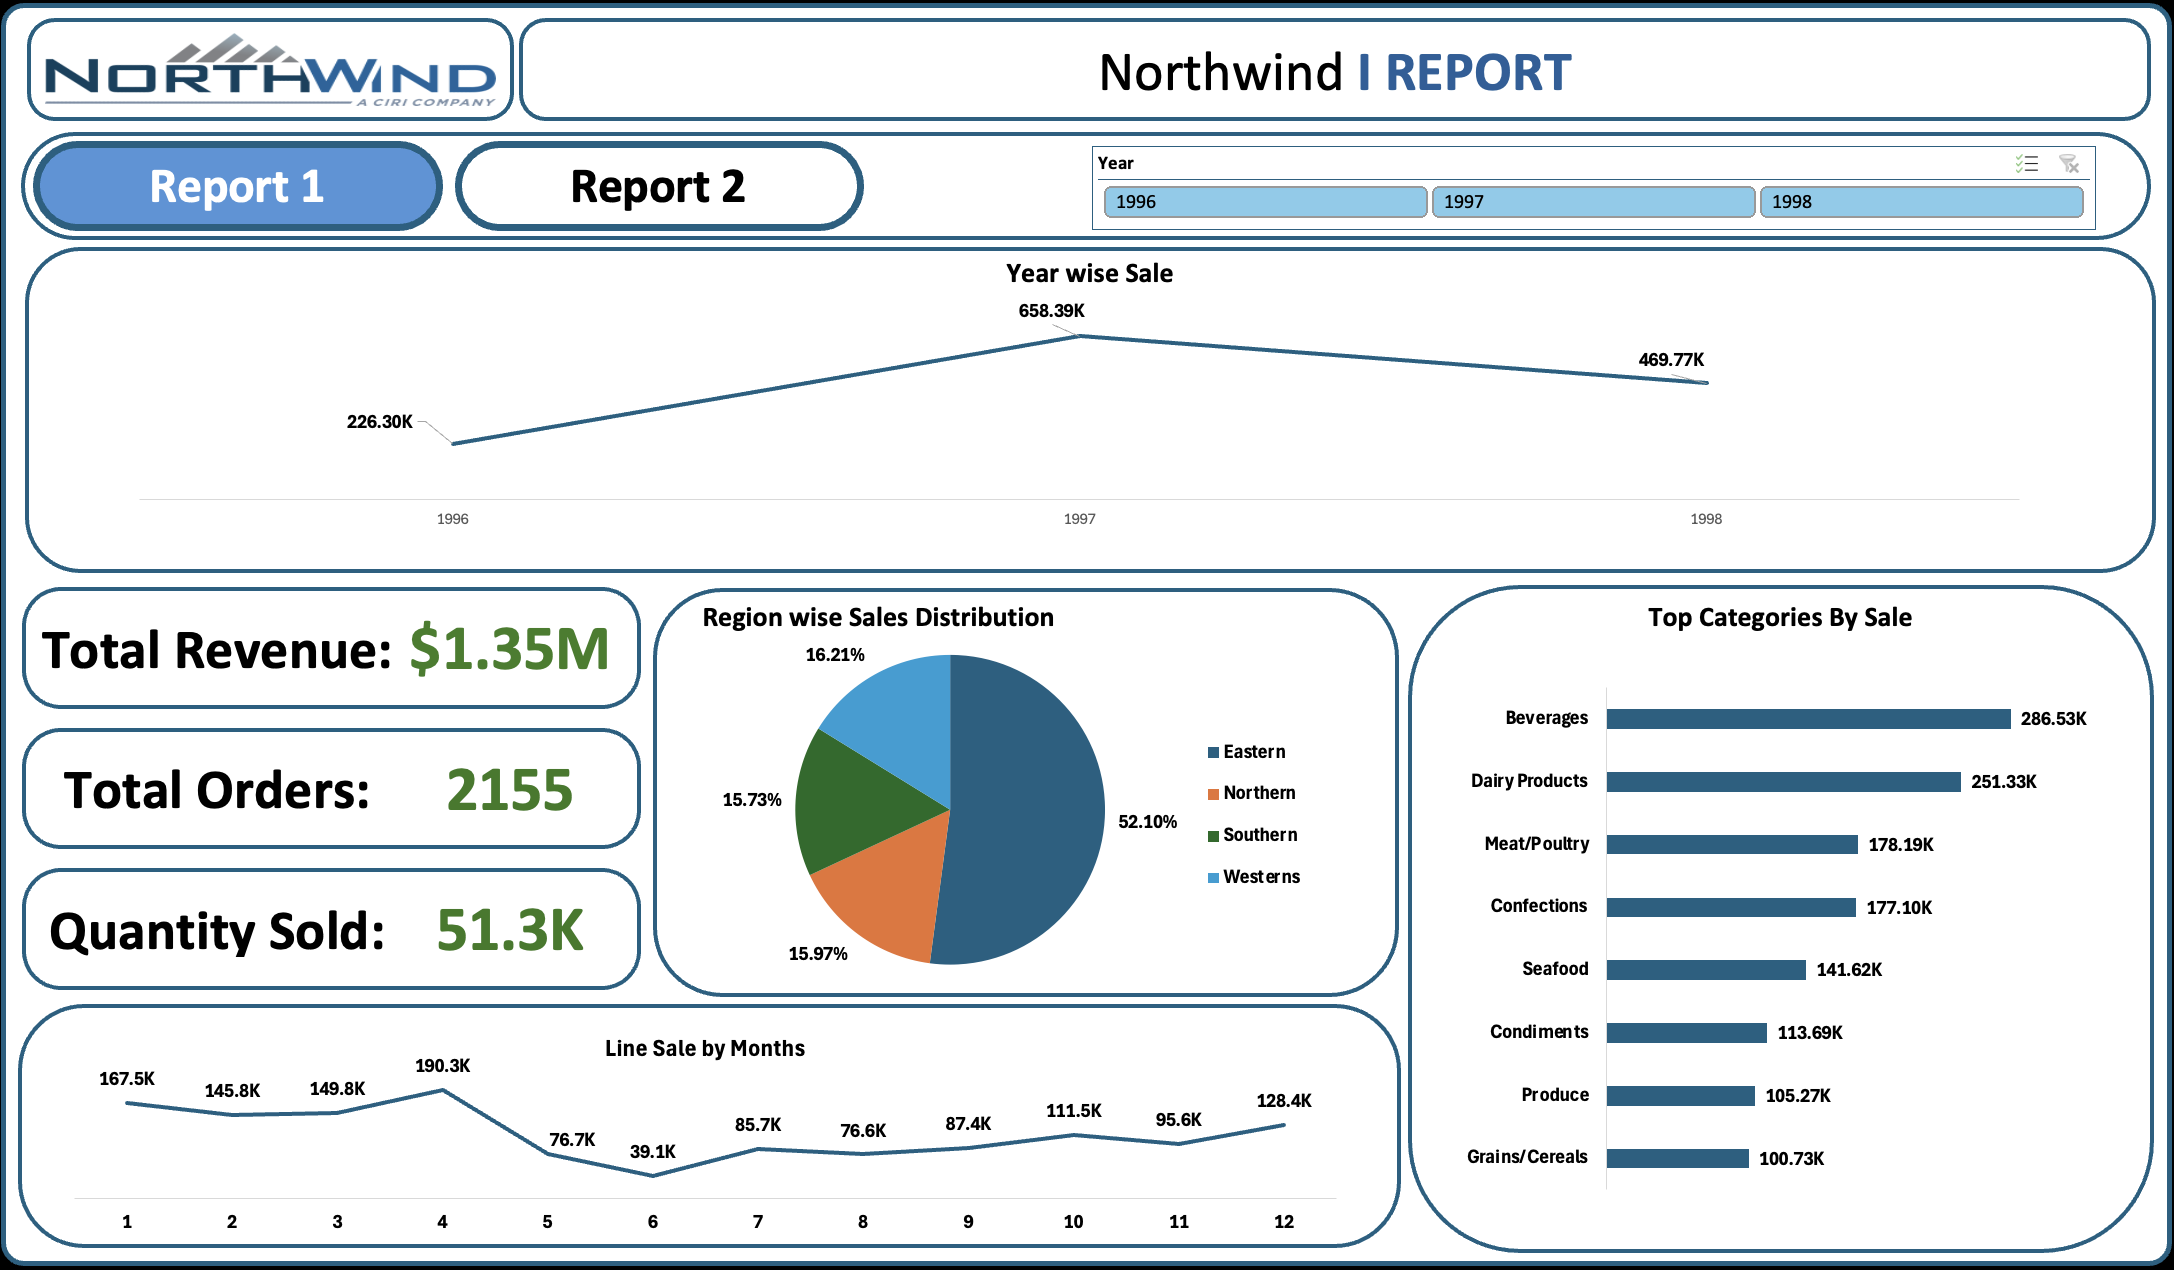 NORTHWIND
A CIRI COMPANY
Northwind I REPORT
Report 1
Report 2
Year
1996
1997
1998
Year wise Sale
658.39K
469.77K
226.30K
1996
1997
1998
Total Revenue: $1.35M
Total Orders: 2155
Quantity Sold: 51.3K
Region wise Sales Distribution
16.21%
15.73%
52.10%
15.97%
Eastern
Northern
Southern
Westerns
Top Categories By Sale
Beverages 286.53K
Dairy Products 251.33K
Meat/Poultry 178.19K
Confections 177.10K
Seafood 141.62K
Condiments 113.69K
Produce 105.27K
Grains/Cereals 100.73K
Line Sale by Months
167.5K 145.8K 149.8K 190.3K 76.7K 39.1K 85.7K 76.6K 87.4K 111.5K 95.6K 128.4K
1 2 3 4 5 6 7 8 9 10 11 12